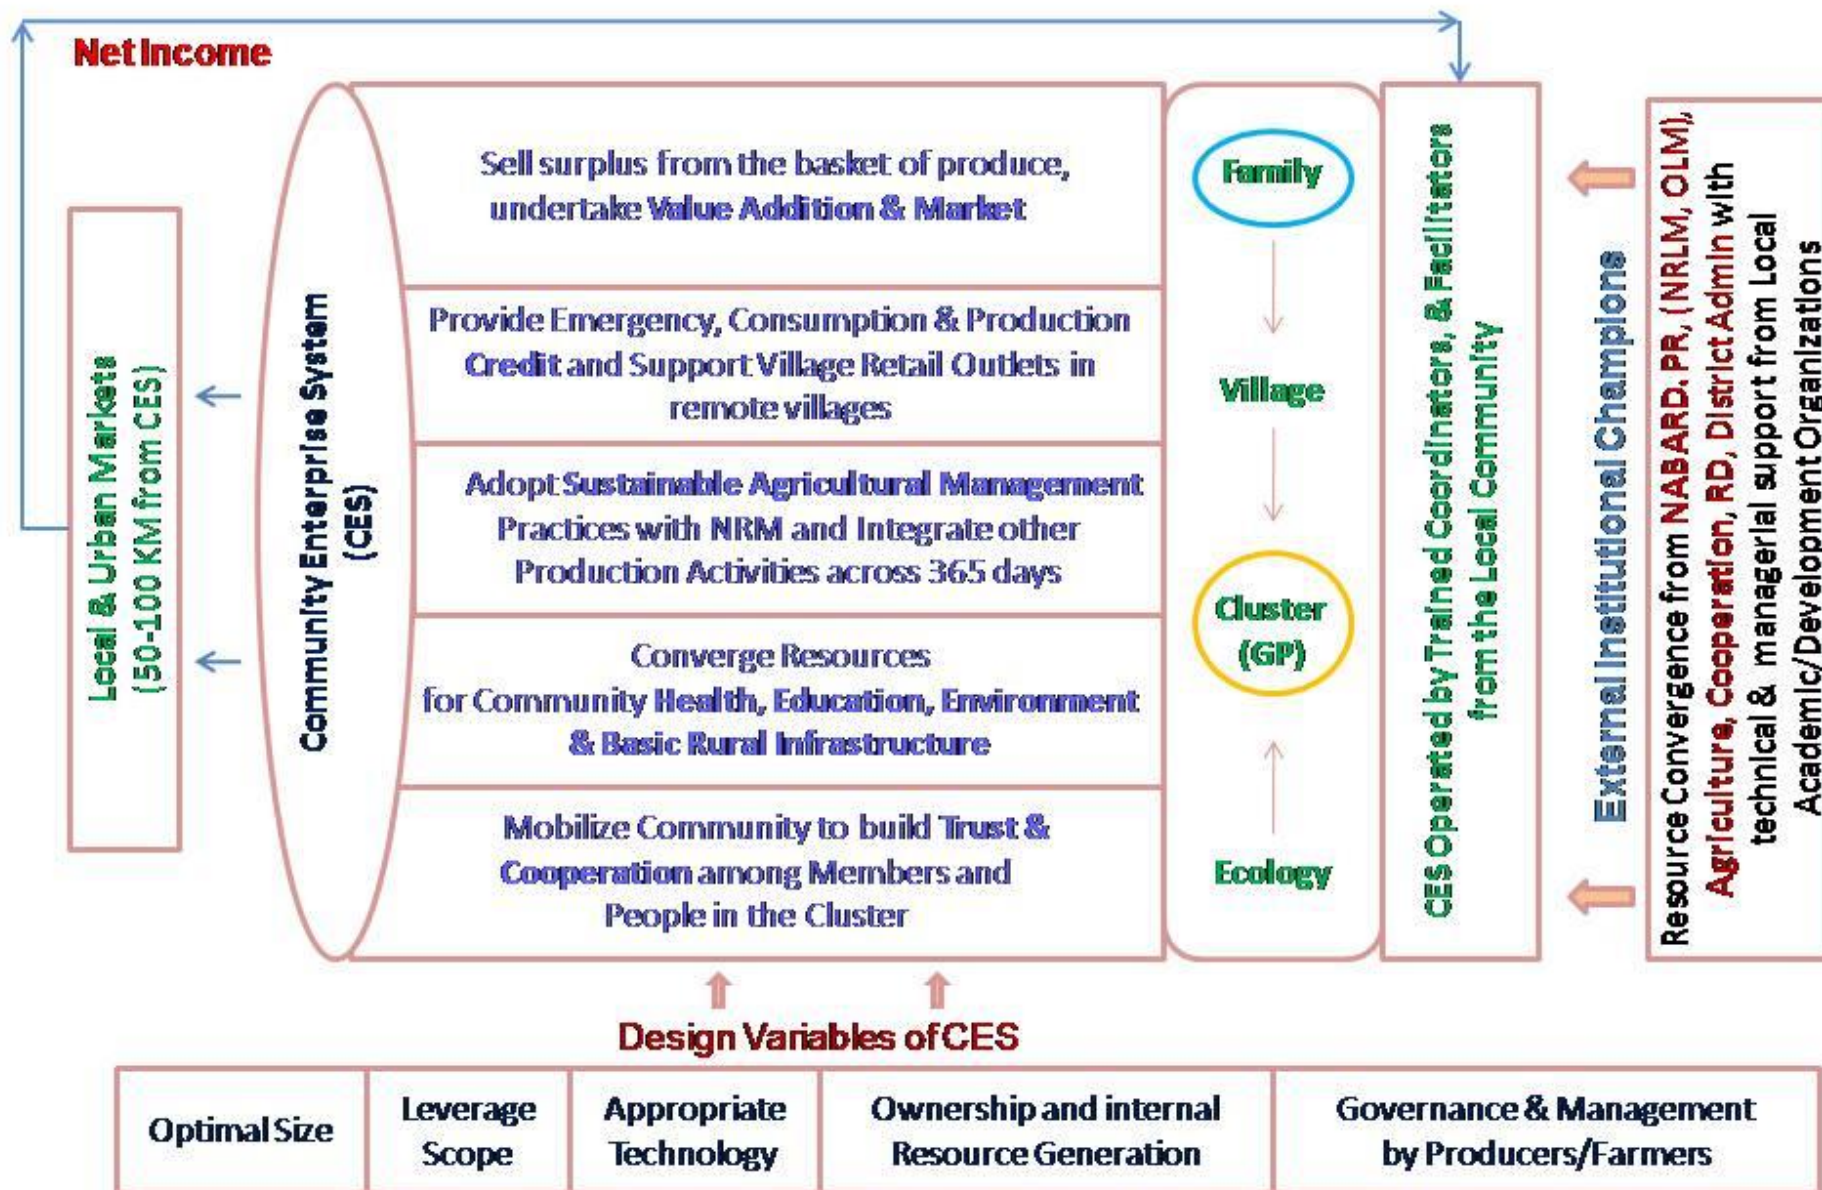 Net Income
Local & Urban Markets
(50-100 KM from CES)
Community Enterprise System
(CES)
Sell surplus from the basket of produce,
undertake Value Addition & Market
Provide Emergency, Consumption & Production
Credit and Support Village Retail Outlets in
remote villages
Adopt Sustainable Agricultural Management
Practices with NRM and Integrate other
Production Activities across 365 days
Converge Resources
for Community Health, Education, Environment
& Basic Rural Infrastructure
Mobilize Community to build Trust &
Cooperation among Members and
People in the Cluster
Family
Village
Cluster
(GP)
Ecology
CES Operated by Trained Coordinators, & Facilitators
from the Local Community
External Institutional Champions
Resource Convergence from NABARD. PR, (NRLM, OLM),
Agriculture, Cooperation, RD, District Admin with
technical & managerial support from Local
Academic/Development Organizations
Design Variables of CES
Optimal Size
Leverage
Scope
Appropriate
Technology
Ownership and internal
Resource Generation
Governance & Management
by Producers/Farmers